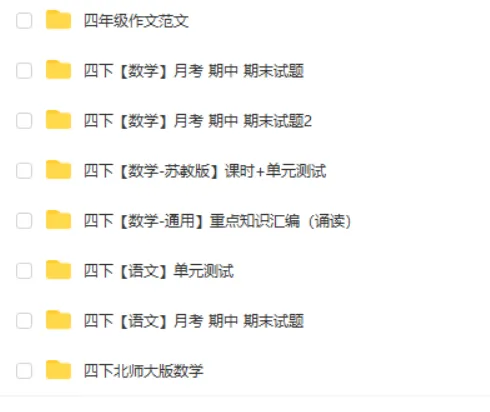 四年级作文范文
四下【数学】月考 期中 期末试题
四下【数学】月考 期中 期末试题2
四下【数学-苏教版】课时+单元测试
四下【数学-通用】重点知识汇编（诵读）
四下【语文】单元测试
四下【语文】月考 期中 期末试题
四下北师大版数学